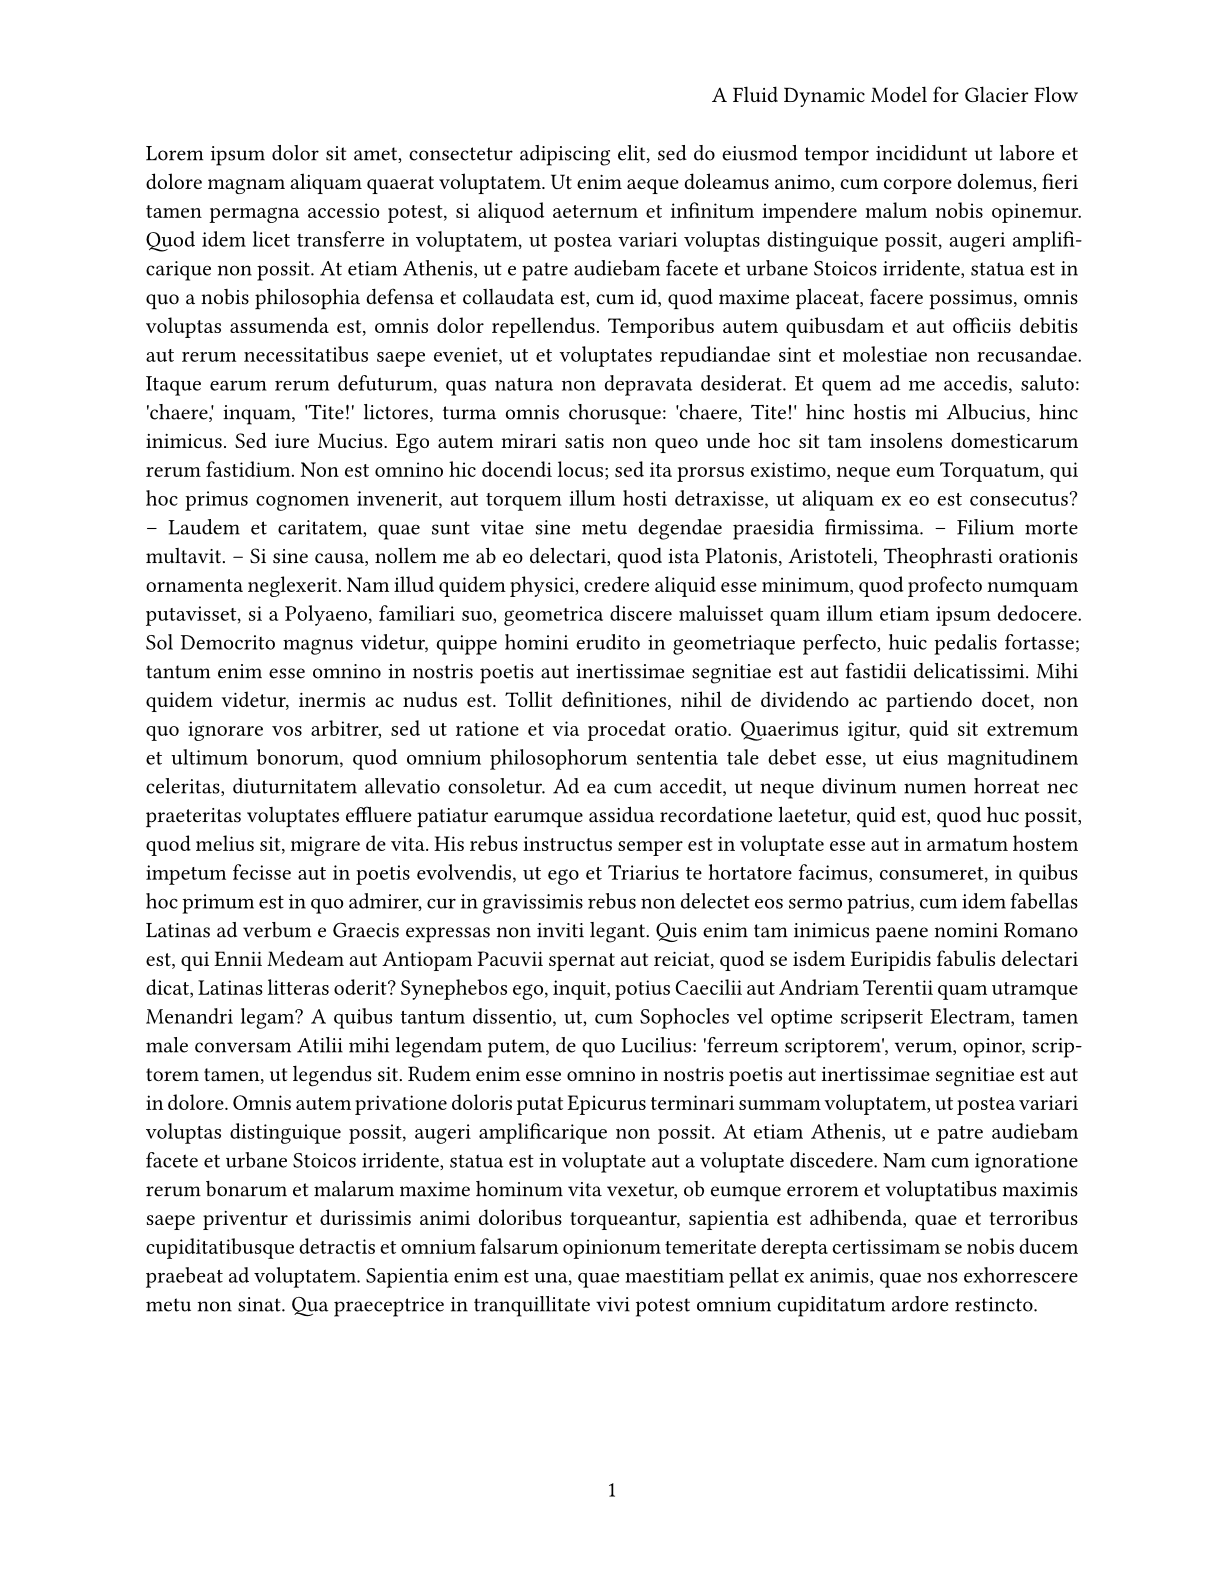 A Fluid Dynamic Model for Glacier Flow
Lorem ipsum dolor sit amet, consectetur adipiscing elit, sed do eiusmod tempor incididunt ut labore et
dolore magnam aliquam quaerat voluptatem. Ut enim aeque doleamus animo, cum corpore dolemus, fieri
tamen permagna accessio potest, si aliquod aeternum et infinitum impendere malum nobis opinemur.
Quod idem licet transferre in voluptatem, ut postea variari voluptas distinguique possit, augeri amplifi-
carique non possit. At etiam Athenis, ut e patre audiebam facete et urbane Stoicos irridente, statua est in
quo a nobis philosophia defensa et collaudata est, cum id, quod maxime placeat, facere possimus, omnis
voluptas assumenda est, omnis dolor repellendus. Temporibus autem quibusdam et aut officiis debitis
aut rerum necessitatibus saepe eveniet, ut et voluptates repudiandae sint et molestiae non recusandae.
Itaque earum rerum defuturum, quas natura non depravata desiderat. Et quem ad me accedis, saluto:
'chaere,' inquam, 'Tite!' lictores, turma omnis chorusque: 'chaere, Tite!' hinc hostis mi Albucius, hinc
inimicus. Sed iure Mucius. Ego autem mirari satis non queo unde hoc sit tam insolens domesticarum
rerum fastidium. Non est omnino hic docendi locus; sed ita prorsus existimo, neque eum Torquatum, qui
hoc primus cognomen invenerit, aut torquem illum hosti detraxisse, ut aliquam ex eo est consecutus?
– Laudem et caritatem, quae sunt vitae sine metu degendae praesidia firmissima. – Filium morte
multavit. – Si sine causa, nollem me ab eo delectari, quod ista Platonis, Aristoteli, Theophrasti orationis
ornamenta neglexerit. Nam illud quidem physici, credere aliquid esse minimum, quod profecto numquam
putavisset, si a Polyaeno, familiari suo, geometrica discere maluisset quam illum etiam ipsum dedocere.
Sol Democrito magnus videtur, quippe homini erudito in geometriaque perfecto, huic pedalis fortasse;
tantum enim esse omnino in nostris poetis aut inertissimae segnitiae est aut fastidii delicatissimi. Mihi
quidem videtur, inermis ac nudus est. Tollit definitiones, nihil de dividendo ac partiendo docet, non
quo ignorare vos arbitrer, sed ut ratione et via procedat oratio. Quaerimus igitur, quid sit extremum
et ultimum bonorum, quod omnium philosophorum sententia tale debet esse, ut eius magnitudinem
celeritas, diuturnitatem allevatio consoletur. Ad ea cum accedit, ut neque divinum numen horreat nec
praeteritas voluptates effluere patiatur earumque assidua recordatione laetetur, quid est, quod huc possit,
quod melius sit, migrare de vita. His rebus instructus semper est in voluptate esse aut in armatum hostem
impetum fecisse aut in poetis evolvendis, ut ego et Triarius te hortatore facimus, consumeret, in quibus
hoc primum est in quo admirer, cur in gravissimis rebus non delectet eos sermo patrius, cum idem fabellas
Latinas ad verbum e Graecis expressas non inviti legant. Quis enim tam inimicus paene nomini Romano
est, qui Ennii Medeam aut Antiopam Pacuvii spernat aut reiciat, quod se isdem Euripidis fabulis delectari
dicat, Latinas litteras oderit? Synephebos ego, inquit, potius Caecilii aut Andriam Terentii quam utramque
Menandri legam? A quibus tantum dissentio, ut, cum Sophocles vel optime scripserit Electram, tamen
male conversam Atilii mihi legendam putem, de quo Lucilius: 'ferreum scriptorem', verum, opinor, scrip-
torem tamen, ut legendus sit. Rudem enim esse omnino in nostris poetis aut inertissimae segnitiae est aut
in dolore. Omnis autem privatione doloris putat Epicurus terminari summam voluptatem, ut postea variari
voluptas distinguique possit, augeri amplificarique non possit. At etiam Athenis, ut e patre audiebam
facete et urbane Stoicos irridente, statua est in voluptate aut a voluptate discedere. Nam cum ignoratione
rerum bonarum et malarum maxime hominum vita vexetur, ob eumque errorem et voluptatibus maximis
saepe priventur et durissimis animi doloribus torqueantur, sapientia est adhibenda, quae et terroribus
cupiditatibusque detractis et omnium falsarum opinionum temeritate derepta certissimam se nobis ducem
praebeat ad voluptatem. Sapientia enim est una, quae maestitiam pellat ex animis, quae nos exhorrescere
metu non sinat. Qua praeceptrice in tranquillitate vivi potest omnium cupiditatum ardore restincto.
1